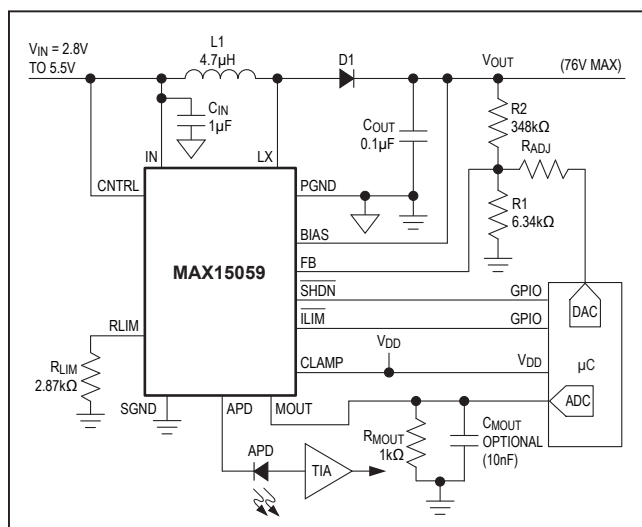 VIN = 2.8V
TO 5.5V
L1
4.7µH
D1
VOUT
(76V MAX)
CIN
1µF
COUT
0.1µF
R2
348kΩ
RADJ
IN
LX
CNTRL
PGND
R1
6.34kΩ
BIAS
MAX15059
FB
SHDN
GPIO
DAC
RLIM
ILIM
GPIO
µC
VDD
CLAMP
VDD
RLIM
2.87kΩ
ADC
SGND
APD
MOUT
RMOUT
1kΩ
CMOUT
OPTIONAL
(10nF)
APD
TIA